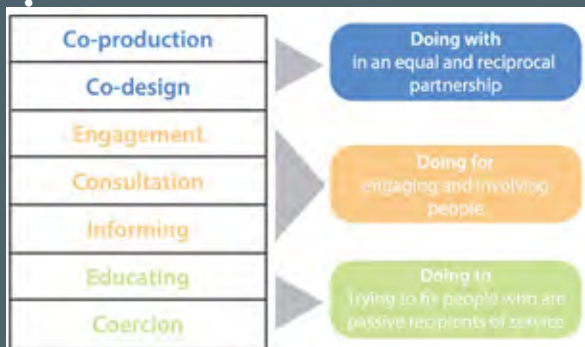 Co-production
Co-design
Engagement
Consultation
Informing
Educating
Coercion
Doing with
in an equal and reciprocal
partnership
Doing for
engaging and involving
people
Doing to
Trying to fix people who are
passive recipients of service